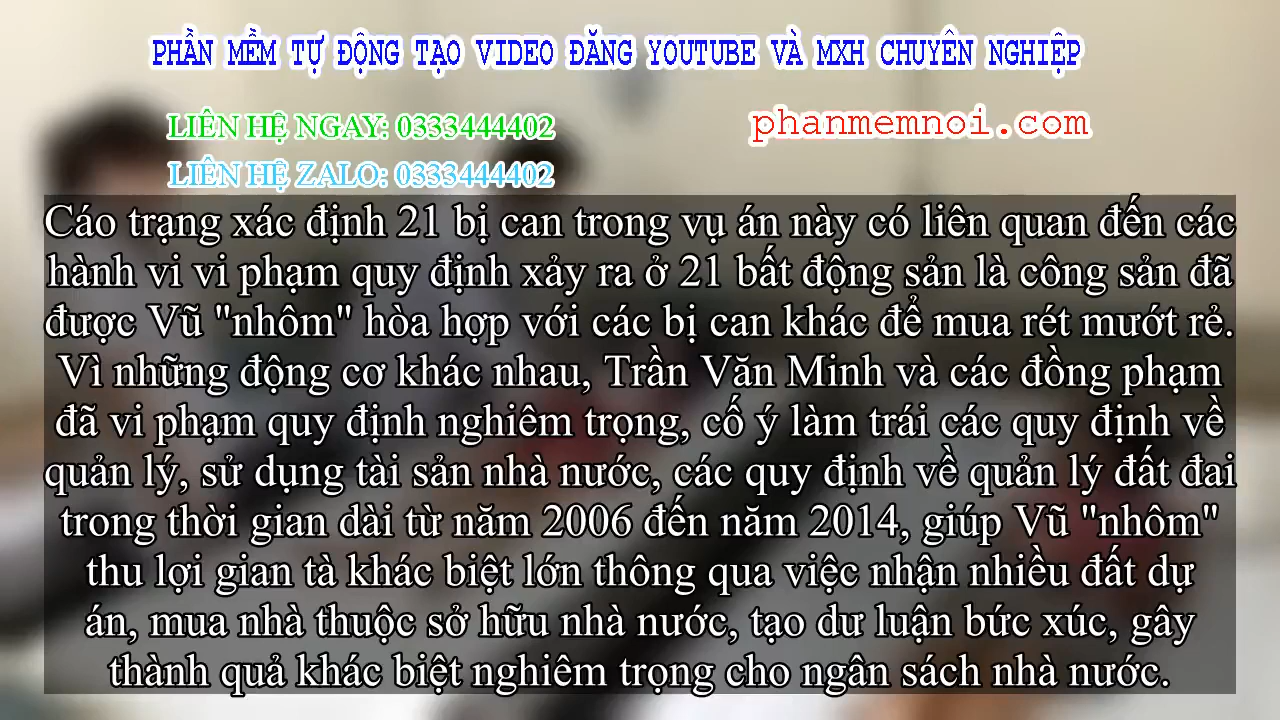 PHẦN MỀM TỰ ĐỘNG TẠO VIDEO ĐĂNG YOUTUBE VÀ MXH CHUYÊN NGHIỆP
LIÊN HỆ NGAY: 0333444402
phanmemnoi.com
LIÊN HỆ ZALO: 0333444402
Cáo trạng xác định 21 bị can trong vụ án này có liên quan đến các
hành vi vi phạm quy định xảy ra ở 21 bất động sản là công sản đã
được Vũ "nhôm" hòa hợp với các bị can khác để mua rét mướt rẻ.
Vì những động cơ khác nhau, Trần Văn Minh và các đồng phạm
đã vi phạm quy định nghiêm trọng, cố ý làm trái các quy định về
quản lý, sử dụng tài sản nhà nước, các quy định về quản lý đất đai
trong thời gian dài từ năm 2006 đến năm 2014, giúp Vũ "nhôm"
thu lợi gian tà khác biệt lớn thông qua việc nhận nhiều đất dự
án, mua nhà thuộc sở hữu nhà nước, tạo dư luận bức xúc, gây
thành quả khác biệt nghiêm trọng cho ngân sách nhà nước.